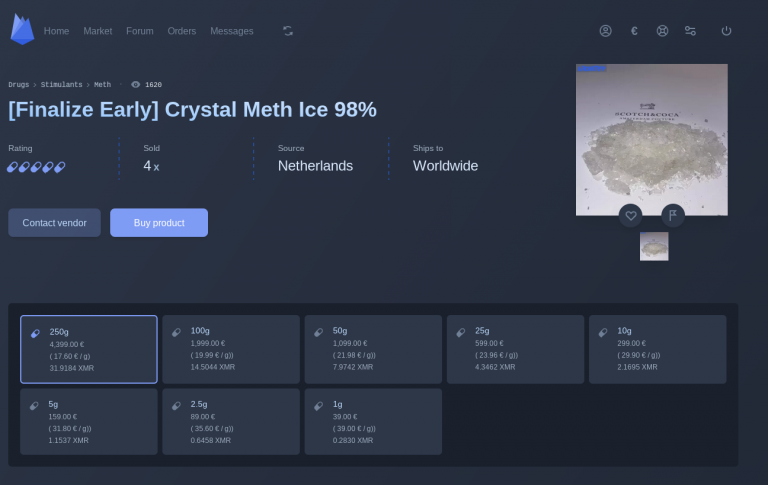 Home Market Forum Orders Messages €
Drugs > Stimulants > Meth · 1620
[Finalize Early] Crystal Meth Ice 98%
Rating Sold Source Ships to
4 x Netherlands Worldwide
Contact vendor Buy product
SCOTCH&COCA
250g 100g 50g 25g 10g
4,399.00 € 1,999.00 € 1,099.00 € 599.00 € 299.00 €
( 17.60 € / g) ( 19.99 € / g)) ( 21.98 € / g)) ( 23.96 € / g)) ( 29.90 € / g))
31.9184 XMR 14.5044 XMR 7.9742 XMR 4.3462 XMR 2.1695 XMR
5g 2.5g 1g
159.00 € 89.00 € 39.00 €
( 31.80 € / g)) ( 35.60 € / g)) ( 39.00 € / g))
1.1537 XMR 0.6458 XMR 0.2830 XMR